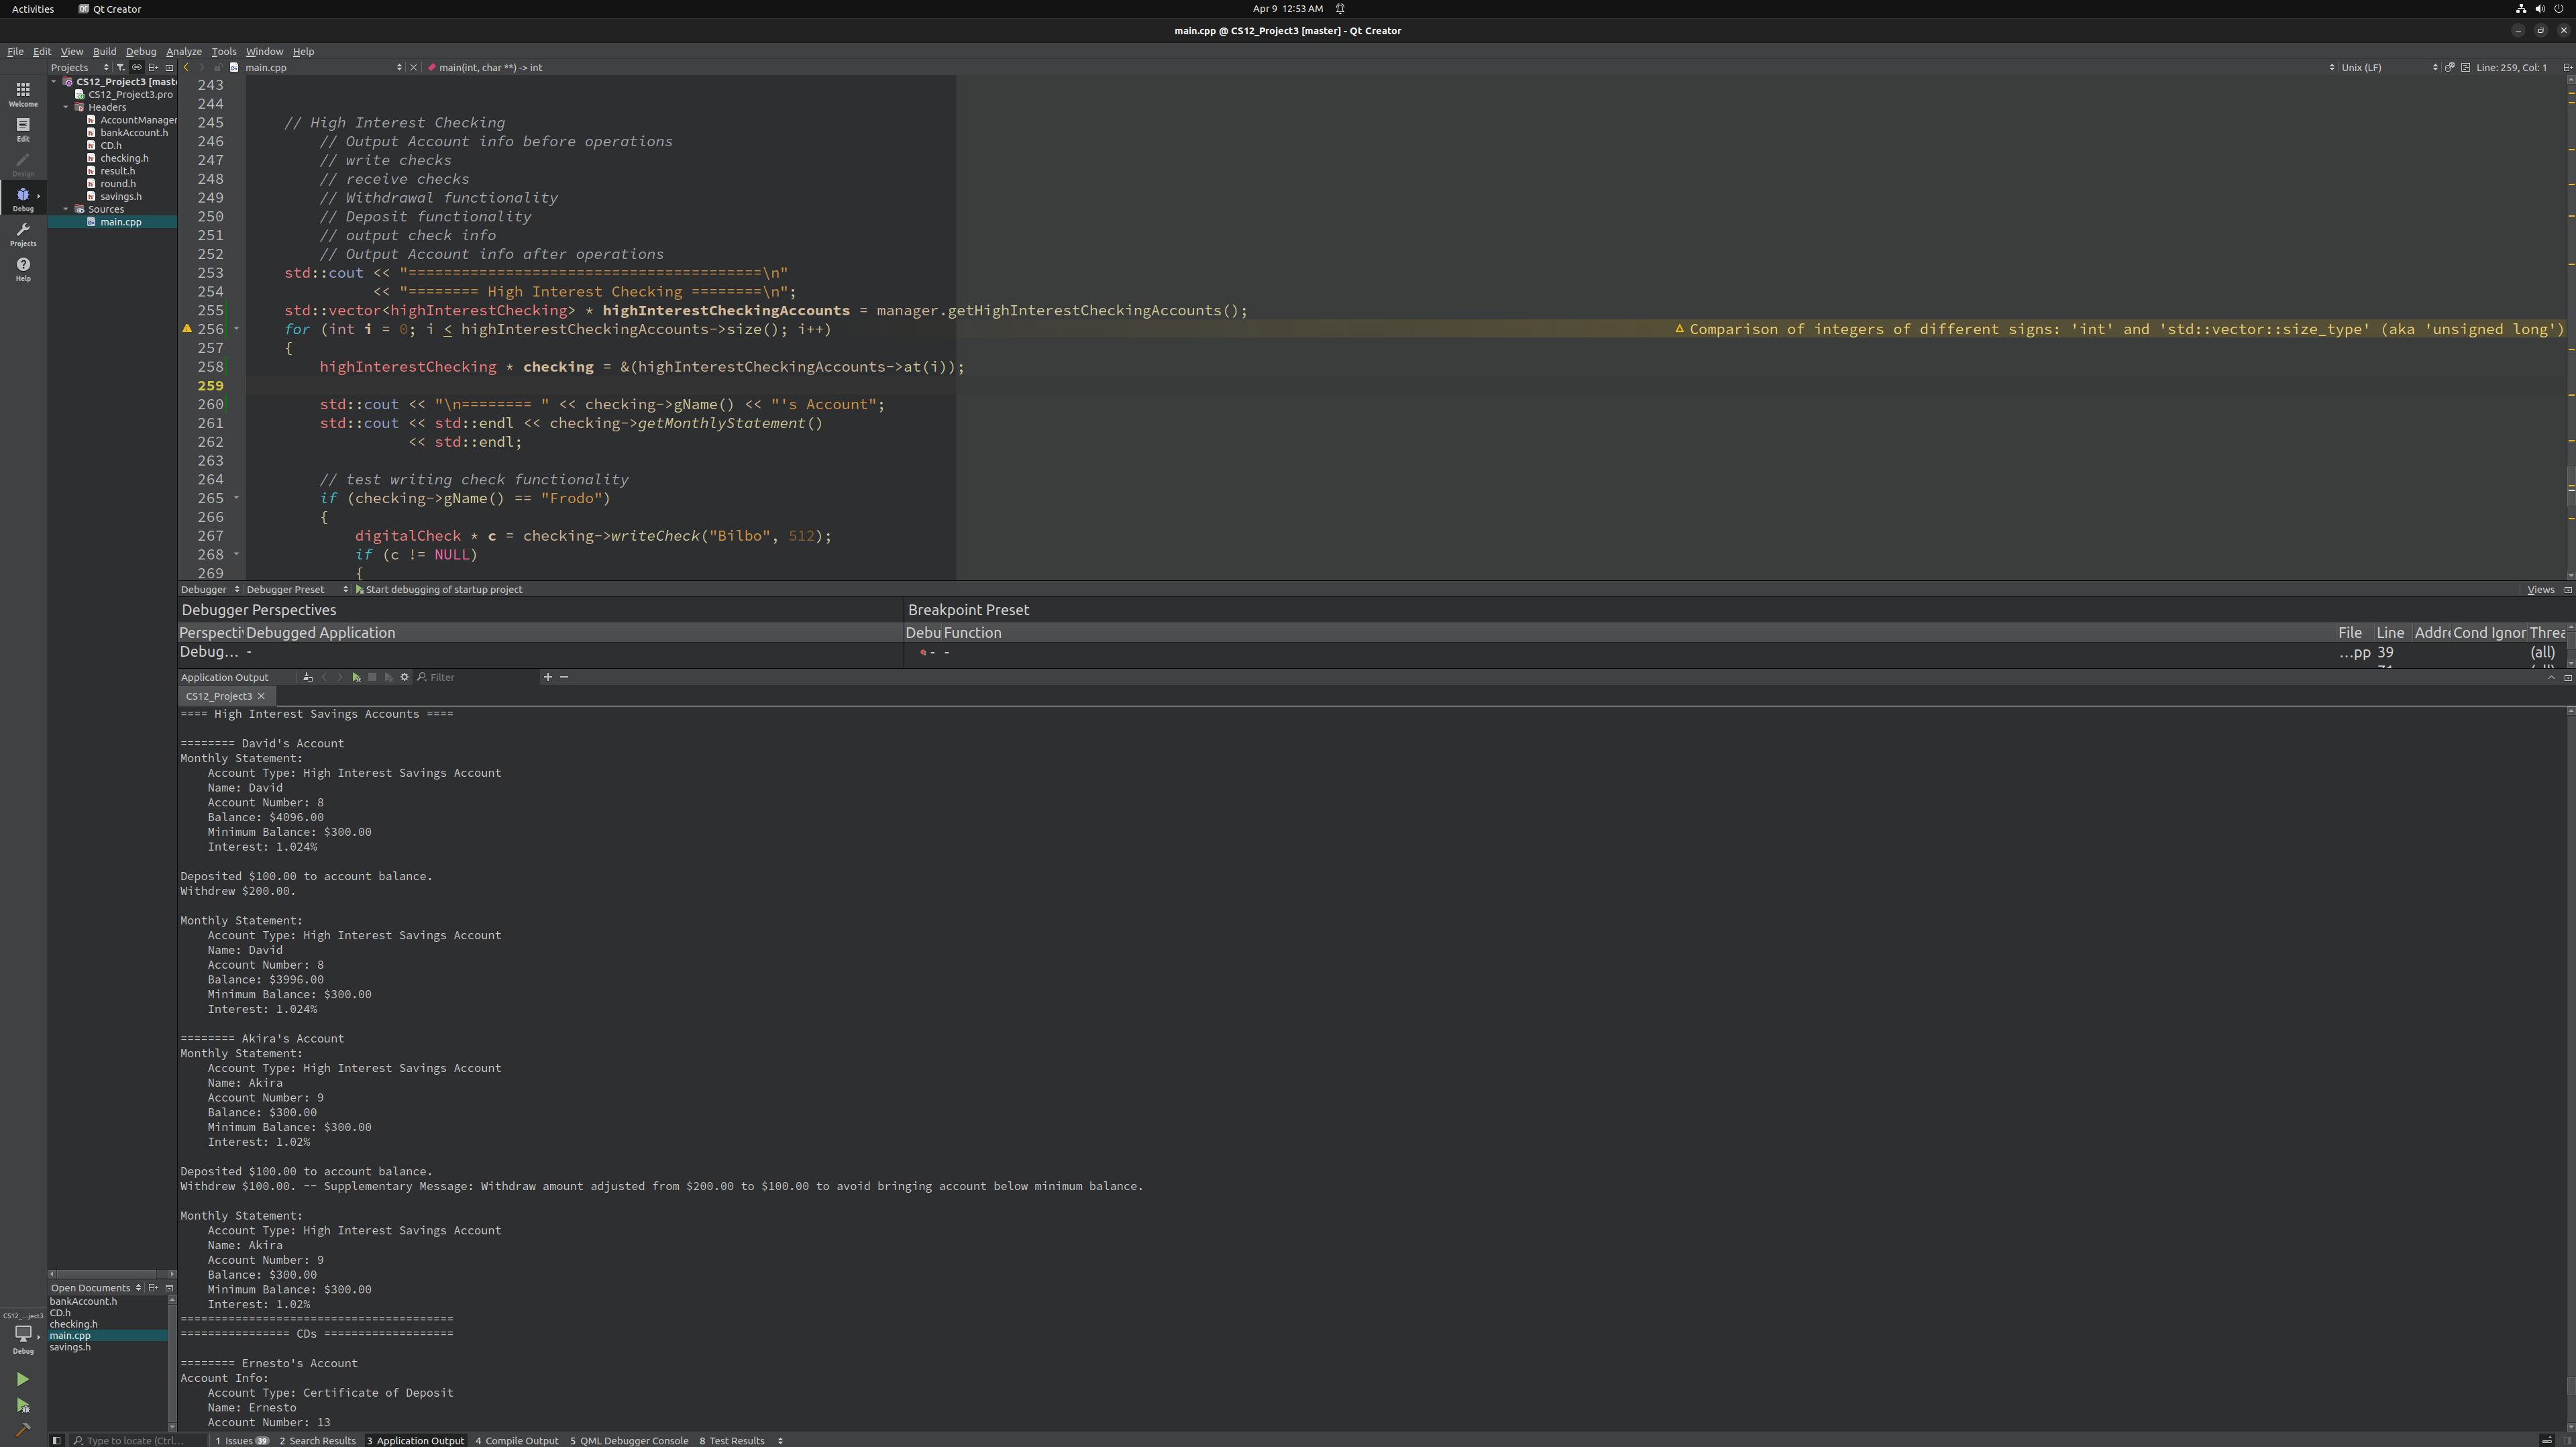 Activities Qt Creator Apr 9 12:53 AM
main.cpp @ CS12_Project3 [master] - Qt Creator
File Edit View Build Debug Analyze Tools Window Help
Projects main.cpp main(int, char **) -> int Unix (LF) Line: 259, Col: 1
Welcome
Edit
Design
Debug
Projects
Help
CS12_Project3 [mast
CS12_Project3.pro
Headers
AccountManager
bankAccount.h
CD.h
checking.h
result.h
round.h
savings.h
Sources
main.cpp
243
244
245 // High Interest Checking
246 // Output Account info before operations
247 // write checks
248 // receive checks
249 // Withdrawal functionality
250 // Deposit functionality
251 // output check info
252 // Output Account info after operations
253 std::cout << "========================================\n"
254 << "======== High Interest Checking ========\n";
255 std::vector<highInterestChecking> * highInterestCheckingAccounts = manager.getHighInterestCheckingAccounts();
256 for (int i = 0; i < highInterestCheckingAccounts->size(); i++) Comparison of integers of different signs: 'int' and 'std::vector::size_type' (aka 'unsigned long')
257 {
258 highInterestChecking * checking = &(highInterestCheckingAccounts->at(i));
259
260 std::cout << "\n======== " << checking->gName() << "'s Account";
261 std::cout << std::endl << checking->getMonthlyStatement()
262 << std::endl;
263
264 // test writing check functionality
265 if (checking->gName() == "Frodo")
266 {
267 digitalCheck * c = checking->writeCheck("Bilbo", 512);
268 if (c != NULL)
269 {
Debugger Debugger Preset Start debugging of startup project Views
Debugger Perspectives Breakpoint Preset
Perspecti Debugged Application Debu Function File Line Addre Cond Ignor Threa
Debug... - - - ...pp 39 (all)
Application Output Filter
CS12_Project3
==== High Interest Savings Accounts ====
======== David's Account
Monthly Statement:
Account Type: High Interest Savings Account
Name: David
Account Number: 8
Balance: $4096.00
Minimum Balance: $300.00
Interest: 1.024%
Deposited $100.00 to account balance.
Withdrew $200.00.
Monthly Statement:
Account Type: High Interest Savings Account
Name: David
Account Number: 8
Balance: $3996.00
Minimum Balance: $300.00
Interest: 1.024%
======== Akira's Account
Monthly Statement:
Account Type: High Interest Savings Account
Name: Akira
Account Number: 9
Balance: $300.00
Minimum Balance: $300.00
Interest: 1.02%
Deposited $100.00 to account balance.
Withdrew $100.00. -- Supplementary Message: Withdraw amount adjusted from $200.00 to $100.00 to avoid bringing account below minimum balance.
Monthly Statement:
Account Type: High Interest Savings Account
Name: Akira
Account Number: 9
Balance: $300.00
Minimum Balance: $300.00
Interest: 1.02%
========================================
================ CDs ===================
======== Ernesto's Account
Account Info:
Account Type: Certificate of Deposit
Name: Ernesto
Account Number: 13
Open Documents
bankAccount.h
CD.h
checking.h
main.cpp
savings.h
CS12_...ject3
Debug
Type to locate (Ctrl... 1 Issues 39 2 Search Results 3 Application Output 4 Compile Output 5 QML Debugger Console 8 Test Results